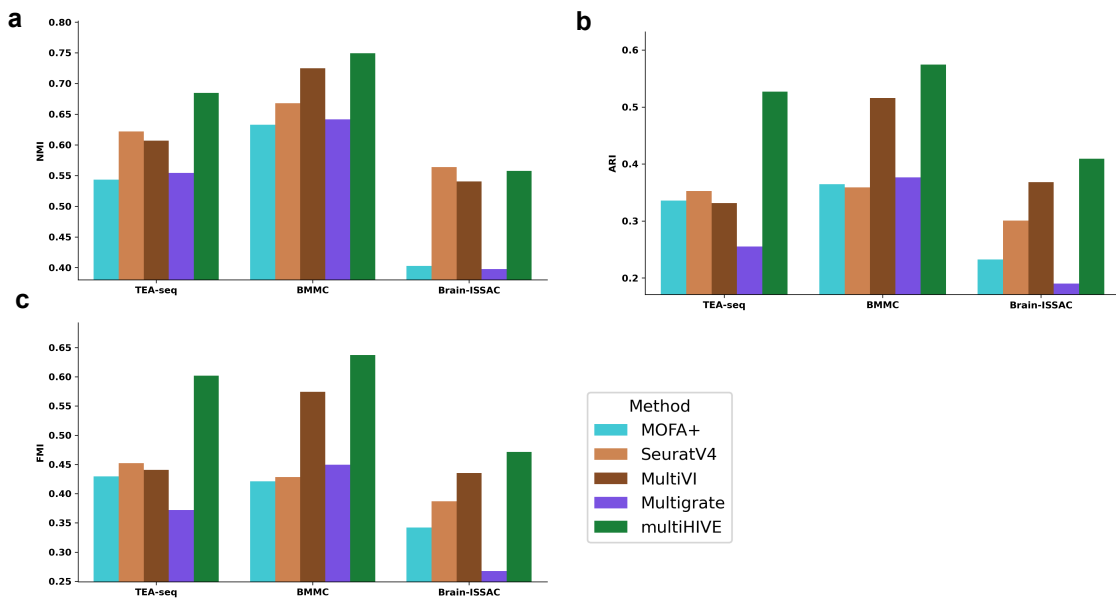 a
0.80
0.75
0.70
0.65
0.60
0.55
0.50
0.45
0.40
NMI
TEA-seq BMMC Brain-ISSAC
b
0.6
0.5
0.4
0.3
0.2
ARI
TEA-seq BMMC Brain-ISSAC
c
0.65
0.60
0.55
0.50
0.45
0.40
0.35
0.30
0.25
FMI
TEA-seq BMMC Brain-ISSAC
Method
MOFA+
SeuratV4
MultiVI
Multigrate
multiHIVE